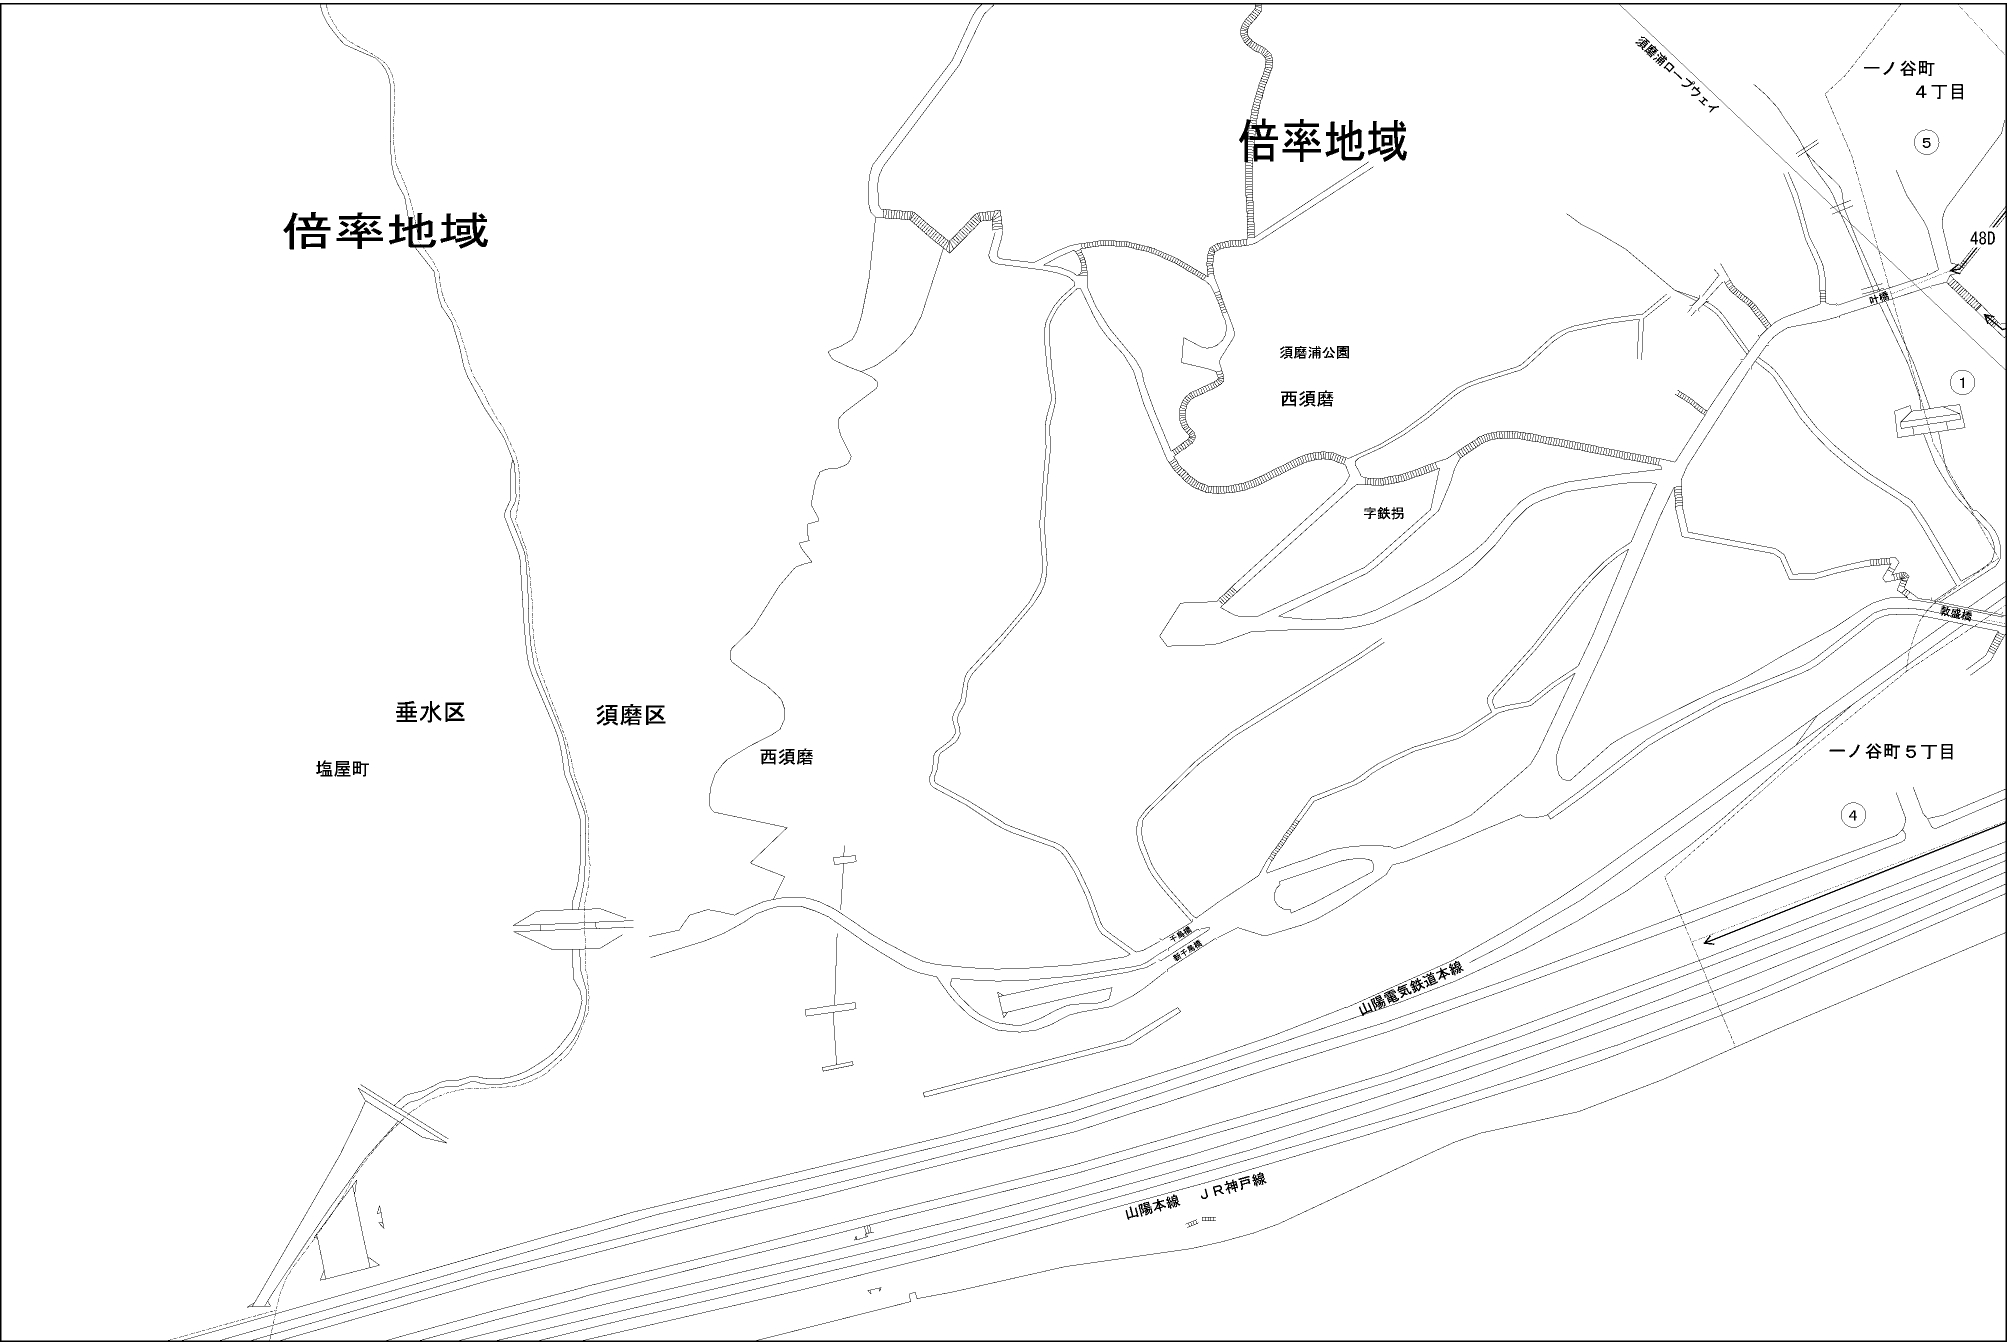 須磨浦ロープウェイ
一ノ谷町
４丁目
5
倍率地域
倍率地域
48D
叶橋
須磨浦公園
1
西須磨
字鉄拐
敦盛橋
垂水区
須磨区
西須磨
塩屋町
一ノ谷町５丁目
4
千鳥橋
新千鳥橋
山陽電気鉄道本線
山陽本線
ＪＲ神戸線